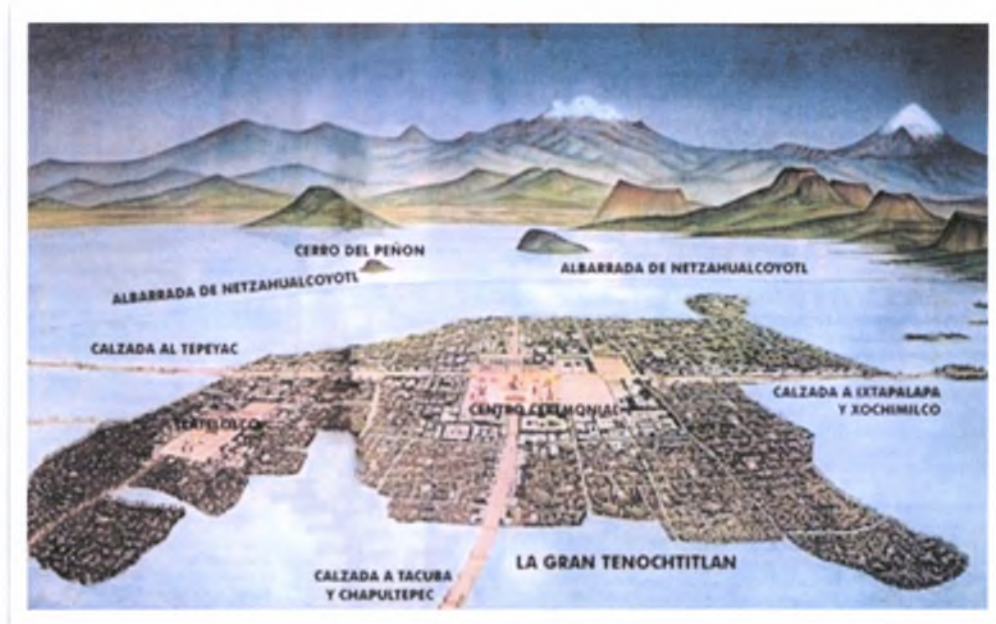 CERRO DEL PEÑON
ALBARRADA DE NETZAHUALCOYOTL
ALBARRADA DE NETZAHUALCOYOTL
CALZADA AL TEPEYAC
CALZADA A IXTAPALAPA
Y XOCHIMILCO
CENTRO CEREMONIAL
TLATELOLCO
LA GRAN TENOCHTITLAN
CALZADA A TACUBA
Y CHAPULTEPEC